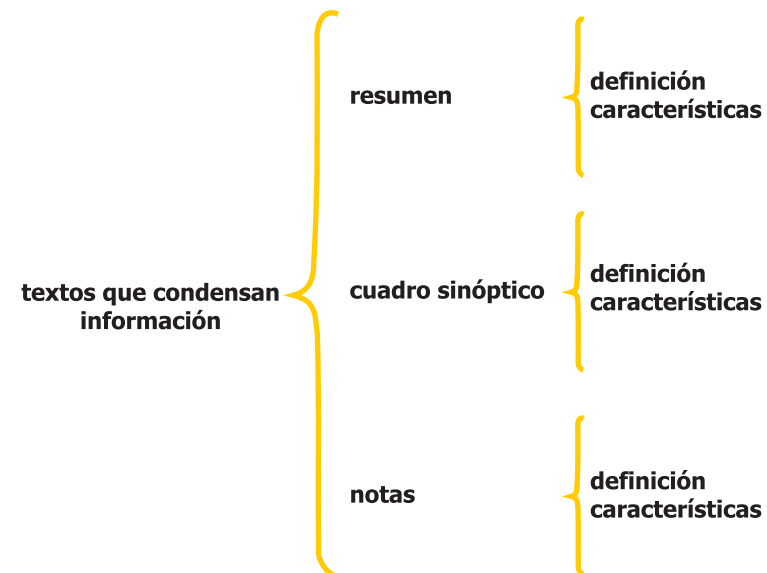 textos que condensan
información
resumen
definición
características
cuadro sinóptico
definición
características
notas
definición
características